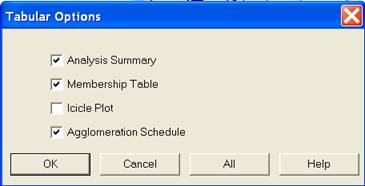 Tabular Options
Analysis Summary
Membership Table
Icicle Plot
Agglomeration Schedule
OK Cancel All Help